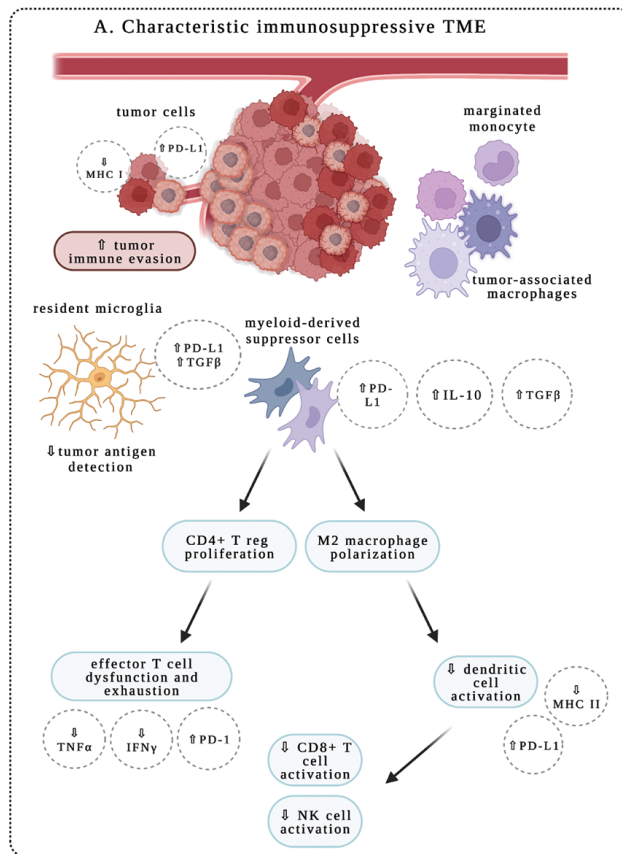 A. Characteristic immunosuppressive TME
tumor cells
⇧PD-L1
⇩
MHC I
⇧ tumor
immune evasion
marginated
monocyte
tumor-associated
macrophages
resident microglia
⇧PD-L1
⇧TGFβ
⇩tumor antigen
detection
myeloid-derived
suppressor cells
⇧PD-
L1
⇧IL-10
⇧TGFβ
CD4+ T reg
proliferation
M2 macrophage
polarization
effector T cell
dysfunction and
exhaustion
⇩
TNFα
⇩
IFNγ
⇧PD-1
⇩ dendritic
cell
activation
⇩
MHC II
⇧PD-L1
⇩ CD8+ T
cell
activation
⇩ NK cell
activation